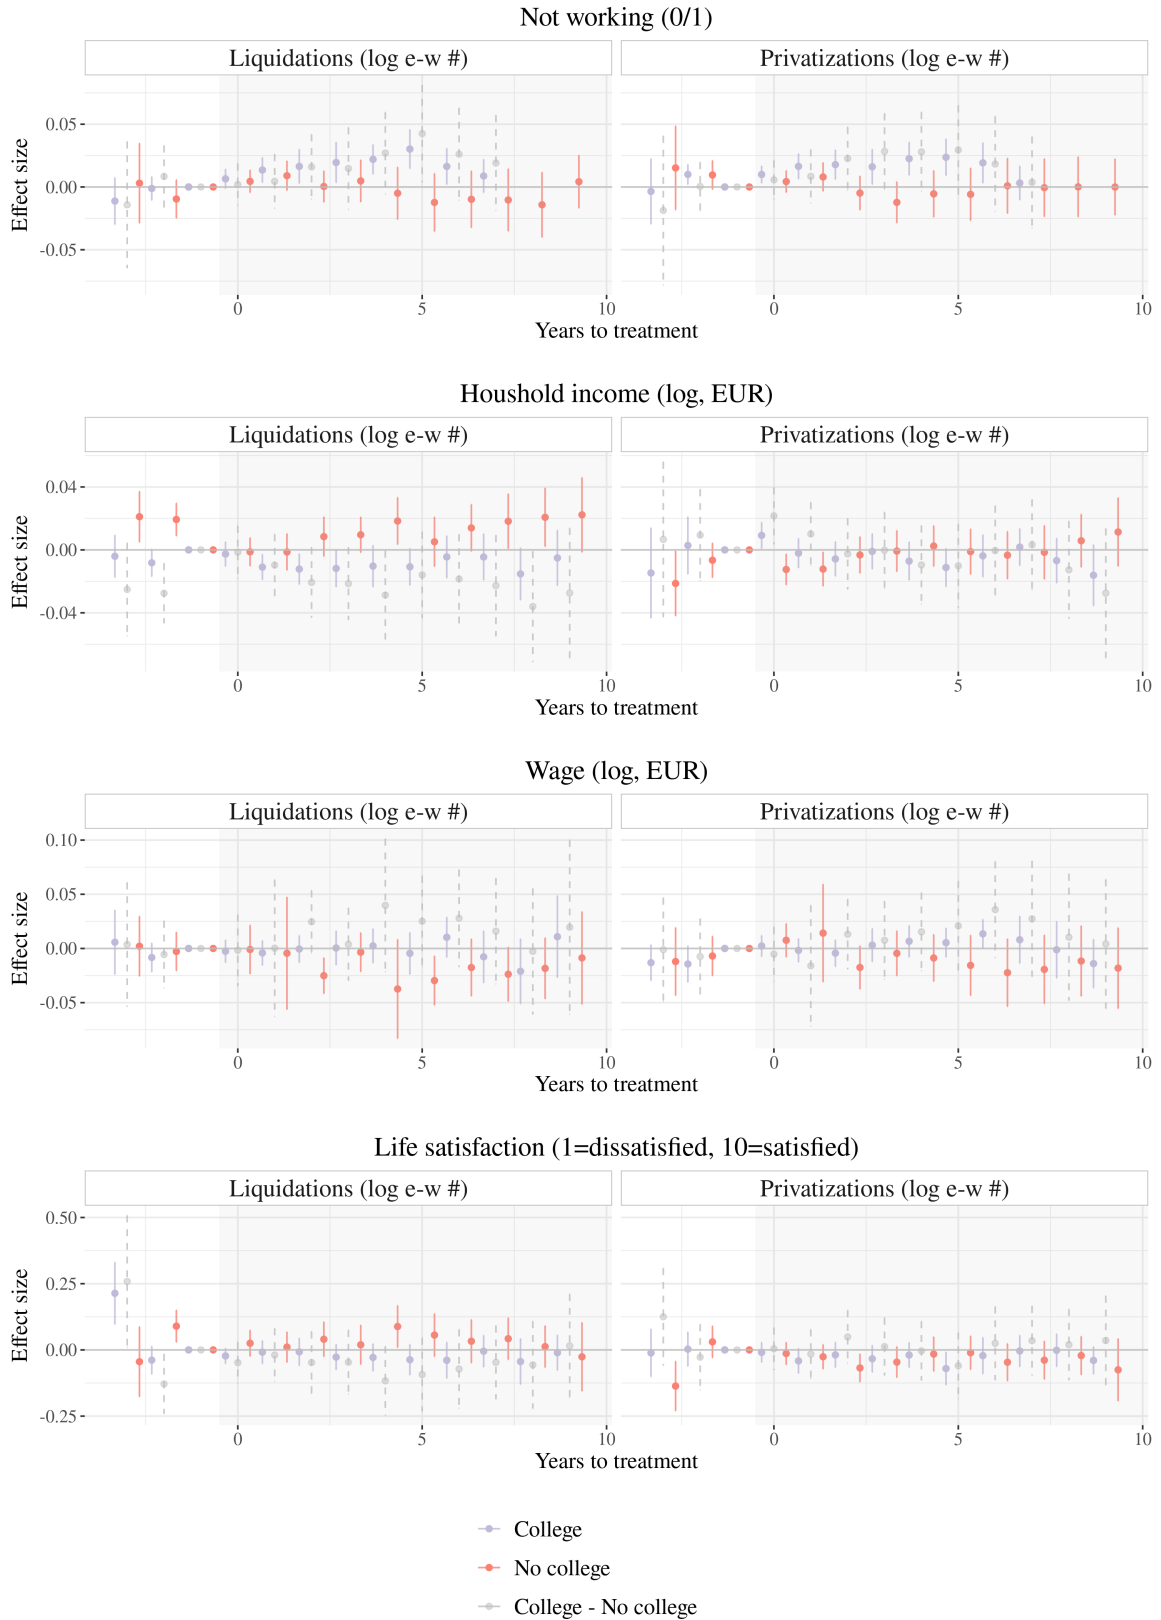 Not working (0/1)
Liquidations (log e-w #) Privatizations (log e-w #)
Effect size
0.05
0.00
-0.05
0 5 10 0 5 10
Years to treatment
Houshold income (log, EUR)
Liquidations (log e-w #) Privatizations (log e-w #)
Effect size
0.04
0.00
-0.04
0 5 10 0 5 10
Years to treatment
Wage (log, EUR)
Liquidations (log e-w #) Privatizations (log e-w #)
Effect size
0.10
0.05
0.00
-0.05
0 5 10 0 5 10
Years to treatment
Life satisfaction (1=dissatisfied, 10=satisfied)
Liquidations (log e-w #) Privatizations (log e-w #)
Effect size
0.50
0.25
0.00
-0.25
0 5 10 0 5 10
Years to treatment
College
No college
College - No college